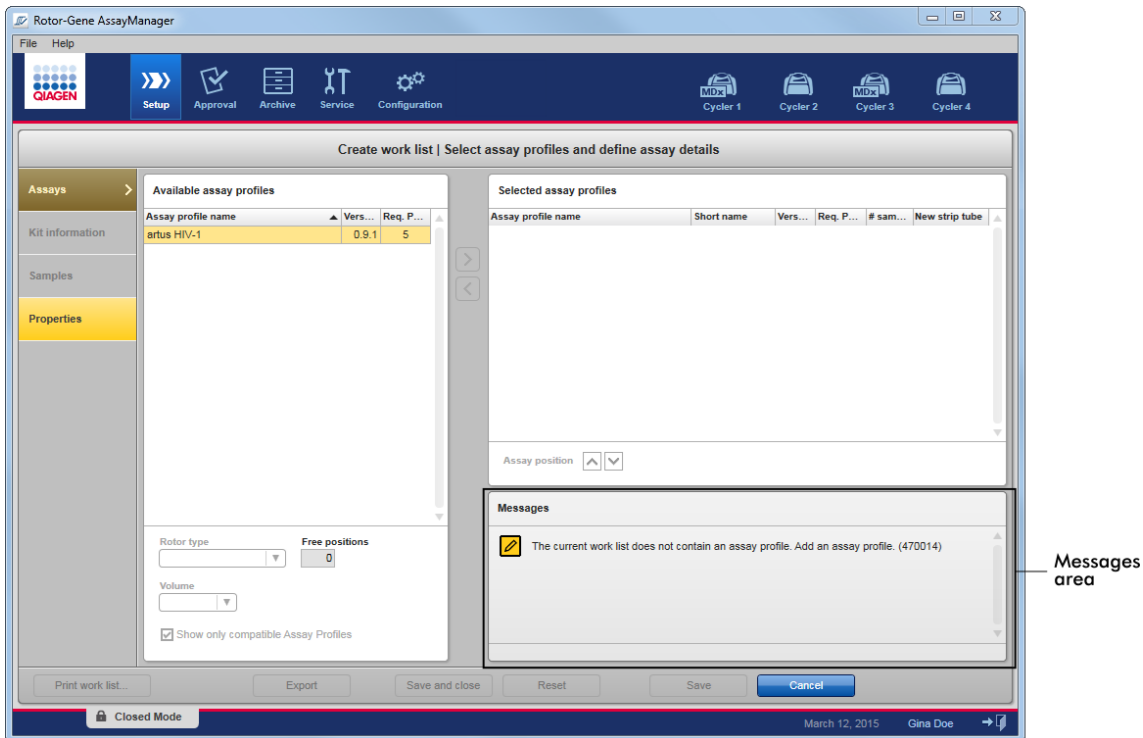 Rotor-Gene AssayManager
File Help
QIAGEN
Setup Approval Archive Service Configuration
MDx MDx
Cycler 1 Cycler 2 Cycler 3 Cycler 4
Create work list | Select assay profiles and define assay details
Assays
Kit information
Samples
Properties
Available assay profiles
Assay profile name Vers... Req. P...
artus HIV-1 0.9.1 5
Rotor type Free positions
0
Volume
Show only compatible Assay Profiles
Selected assay profiles
Assay profile name Short name Vers... Req. P... # sam... New strip tube
Assay position
Messages
The current work list does not contain an assay profile. Add an assay profile. (470014)
Messages
area
Print work list... Export Save and close Reset Save Cancel
Closed Mode
March 12, 2015 Gina Doe